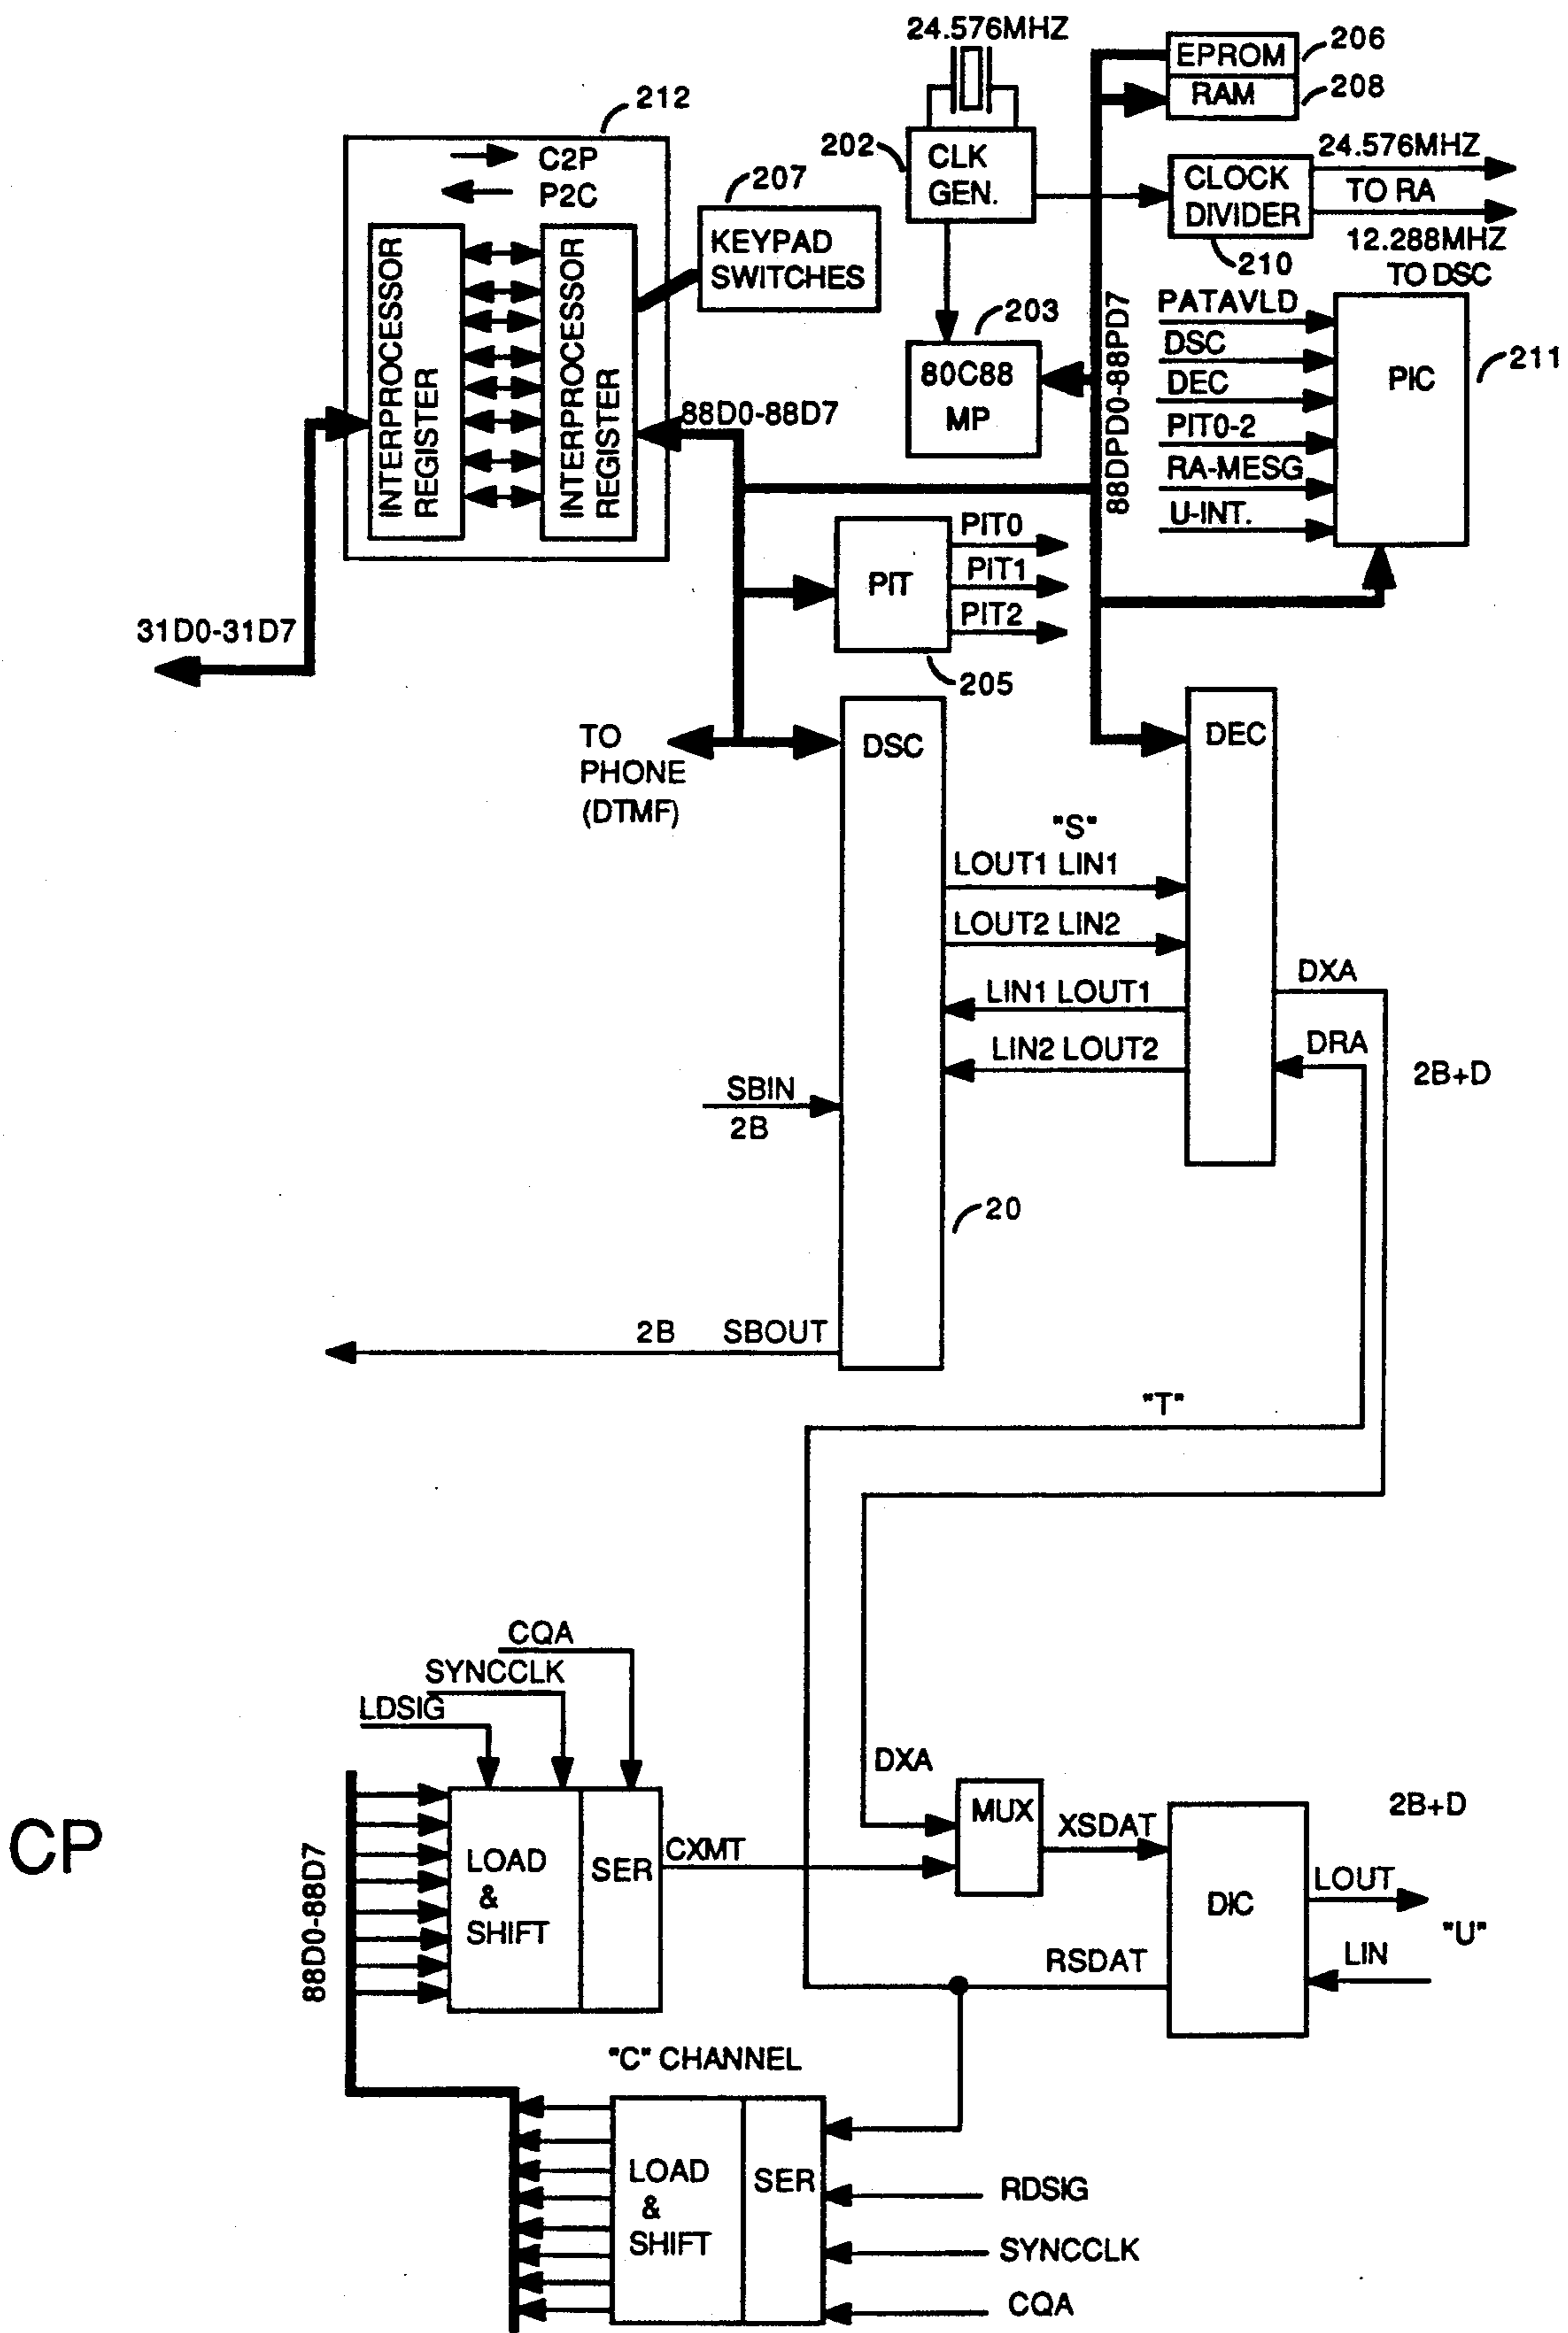 24.576MHZ
EPROM
206
RAM
208
212
C2P
P2C
202
CLK
GEN.
CLOCK
DIVIDER
24.576MHZ
TO RA
12.288MHZ
TO DSC
210
207
KEYPAD
SWITCHES
INTERPROCESSOR
REGISTER
INTERPROCESSOR
REGISTER
203
80C88
MP
88DPD0-88PD7
PATAVLD
DSC
DEC
PIT0-2
RA-MESG
U-INT.
PIC
211
88D0-88D7
PIT
PIT0
PIT1
PIT2
205
31D0-31D7
TO
PHONE
(DTMF)
DSC
DEC
"S"
LOUT1 LIN1
LOUT2 LIN2
LIN1 LOUT1
LIN2 LOUT2
DXA
DRA
2B+D
SBIN
2B
20
2B SBOUT
"T"
CQA
SYNCCLK
LDSIG
DXA
MUX
XSDAT
2B+D
CP
88D0-88D7
LOAD
&
SHIFT
SER
CXMT
DIC
LOUT
"U"
LIN
RSDAT
"C" CHANNEL
LOAD
&
SHIFT
SER
RDSIG
SYNCCLK
CQA